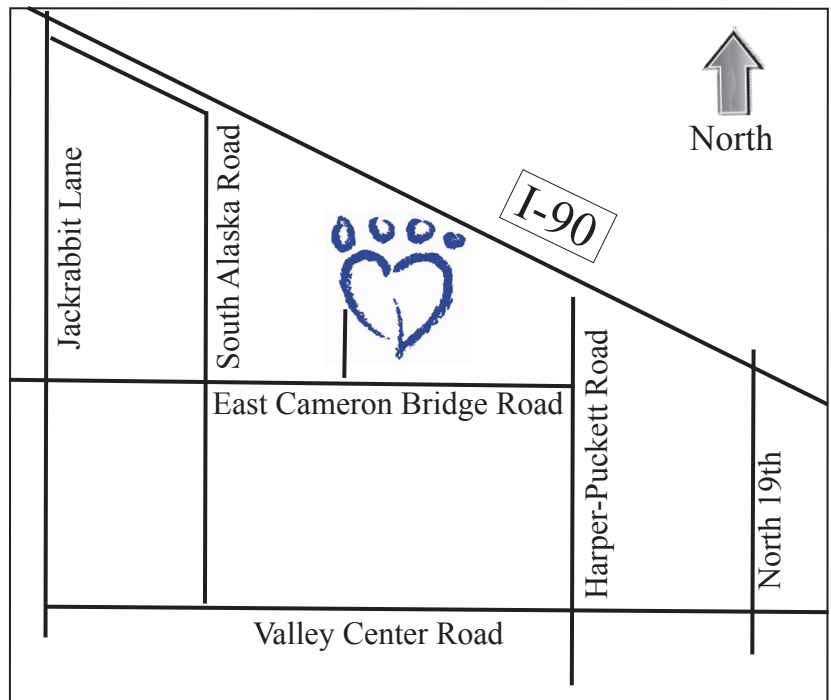 North
I-90
Jackrabbit Lane
South Alaska Road
East Cameron Bridge Road
Harper-Puckett Road
North 19th
Valley Center Road